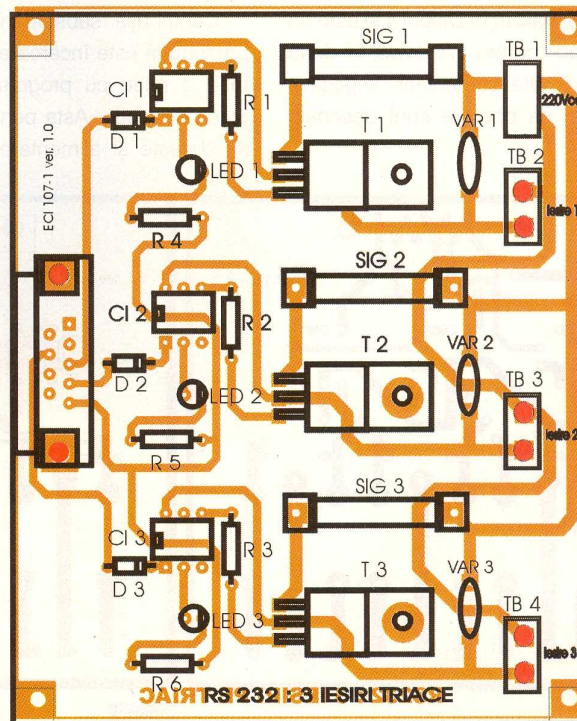 SIG 1
TB 1
CI 1
220Vca
R 1
D 1
T 1
VAR 1
TB 2
LED 1
Iesire 1
ECI 107-1 ver. 1.0
R 4
SIG 2
CI 2
R 2
T 2
VAR 2
TB 3
D 2
LED 2
Iesire 2
R 5
SIG 3
CI 3
R 3
T 3
VAR 3
TB 4
D 3
LED 3
Iesire 3
R 6
RS 232 : 3 IESIRI TRIACE